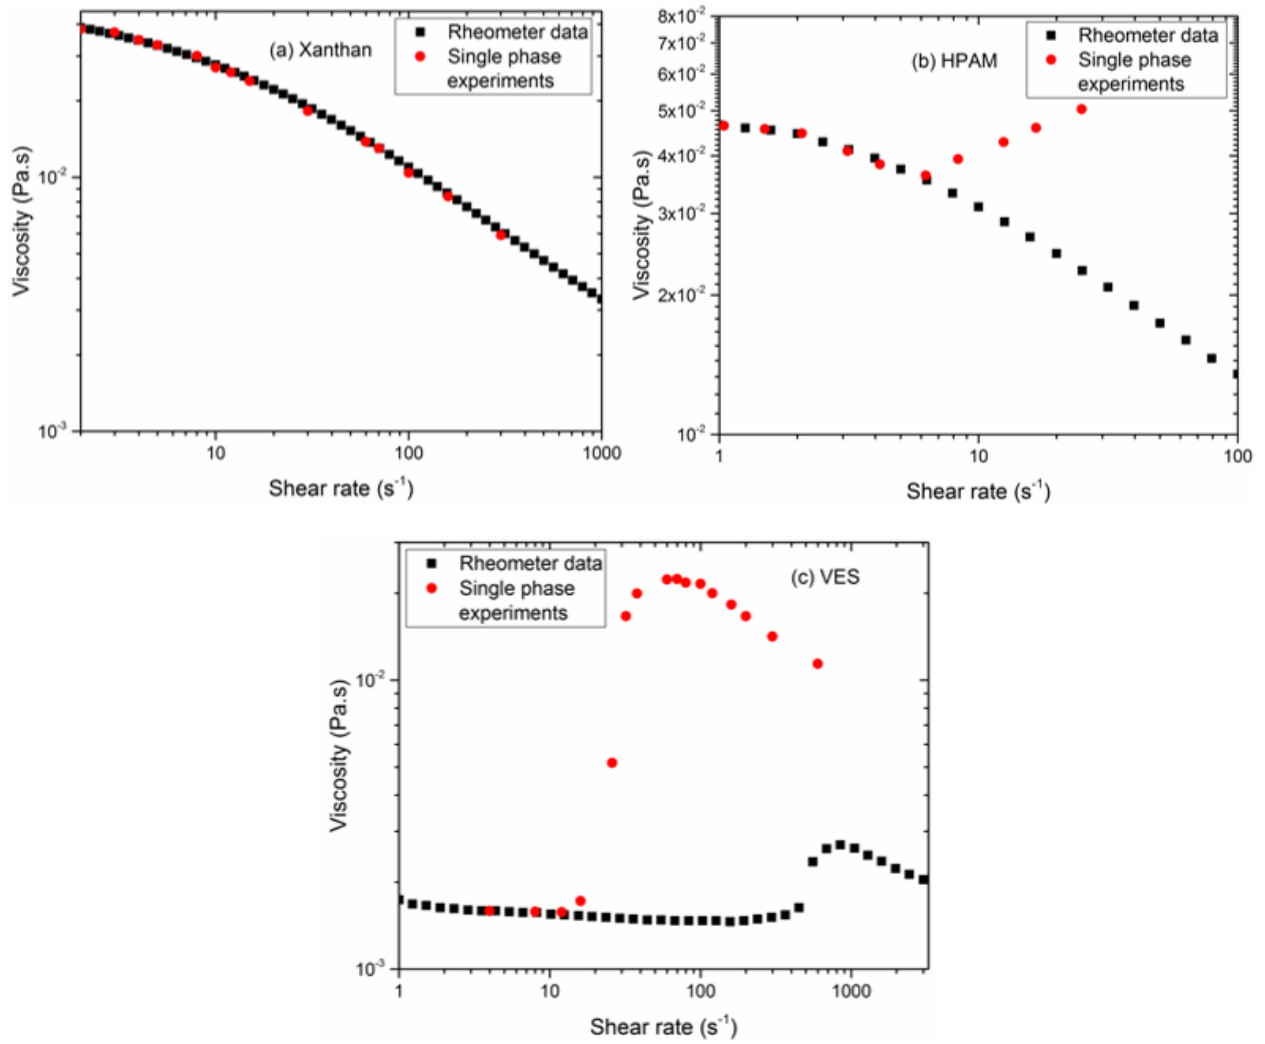 (a) Xanthan
Rheometer data
Single phase
experiments
10⁻²
10⁻³
Viscosity (Pa.s)
10
100
1000
Shear rate (s⁻¹)
(b) HPAM
Rheometer data
Single phase
experiments
8x10⁻²
7x10⁻²
6x10⁻²
5x10⁻²
4x10⁻²
3x10⁻²
2x10⁻²
10⁻²
Viscosity (Pa.s)
1
10
100
Shear rate (s⁻¹)
Rheometer data
Single phase
experiments
(c) VES
10⁻²
10⁻³
Viscosity (Pa.s)
1
10
100
1000
Shear rate (s⁻¹)